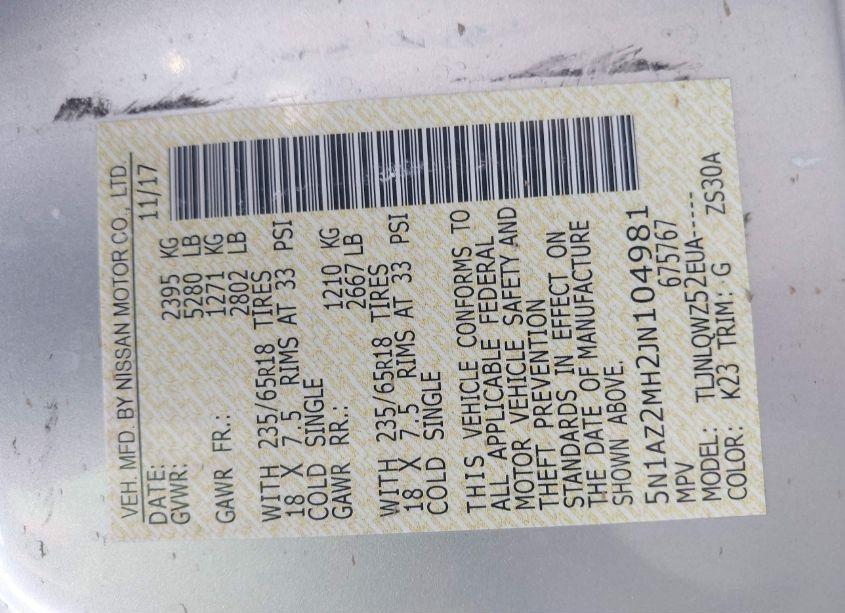 VEH. MFD. BY NISSAN MOTOR CO., LTD.
DATE: 11/17
GVWR: 2395 KG
5280 LB
GAWR FR.: 1271 KG
2802 LB
WITH 235/65R18 TIRES
18 X 7.5 RIMS AT 33 PSI
COLD SINGLE
GAWR RR.: 1210 KG
2667 LB
WITH 235/65R18 TIRES
18 X 7.5 RIMS AT 33 PSI
COLD SINGLE
THIS VEHICLE CONFORMS TO
ALL APPLICABLE FEDERAL
MOTOR VEHICLE SAFETY AND
THEFT PREVENTION
STANDARDS IN EFFECT ON
THE DATE OF MANUFACTURE
SHOWN ABOVE.
5N1AZ2MH2JN104981
MPV 675767
MODEL: TLJNLQWZ52EUA-----
COLOR: K23 TRIM: G ZS30A